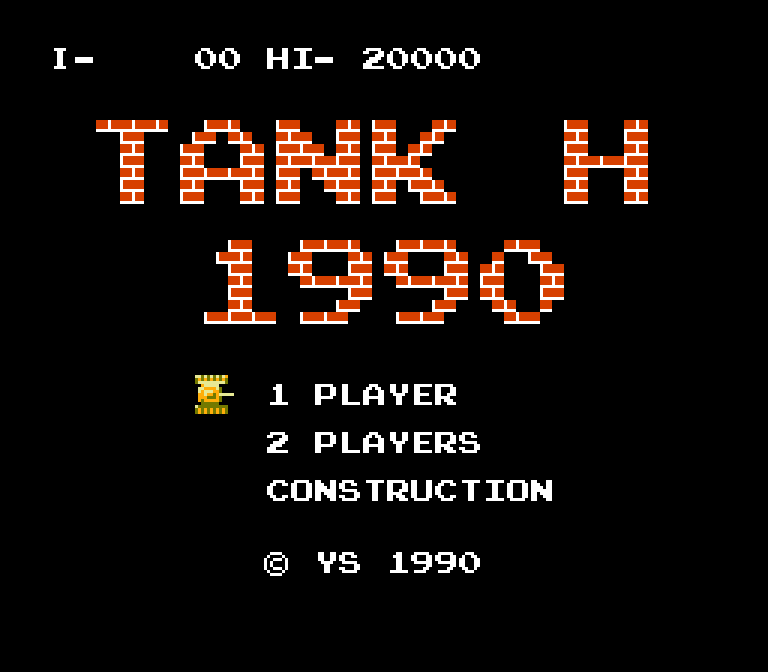 I-     00 HI- 20000
TANK H
1990
1 PLAYER
2 PLAYERS
CONSTRUCTION
© YS 1990